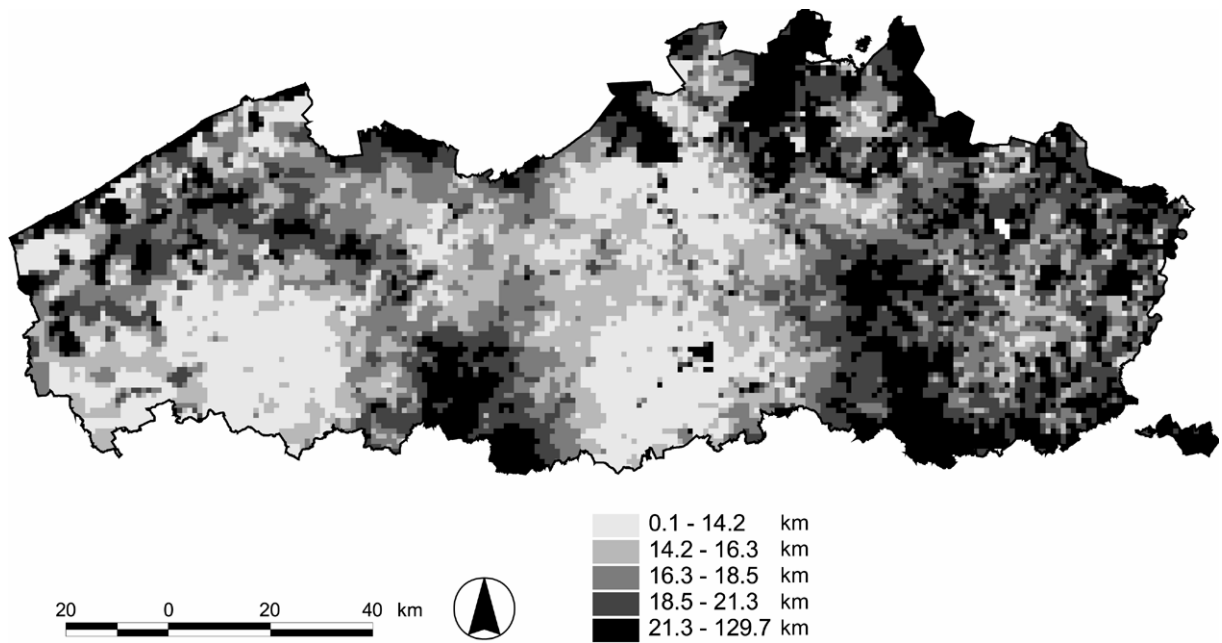 0.1 - 14.2 km
14.2 - 16.3 km
16.3 - 18.5 km
18.5 - 21.3 km
21.3 - 129.7 km
20 0 20 40 km